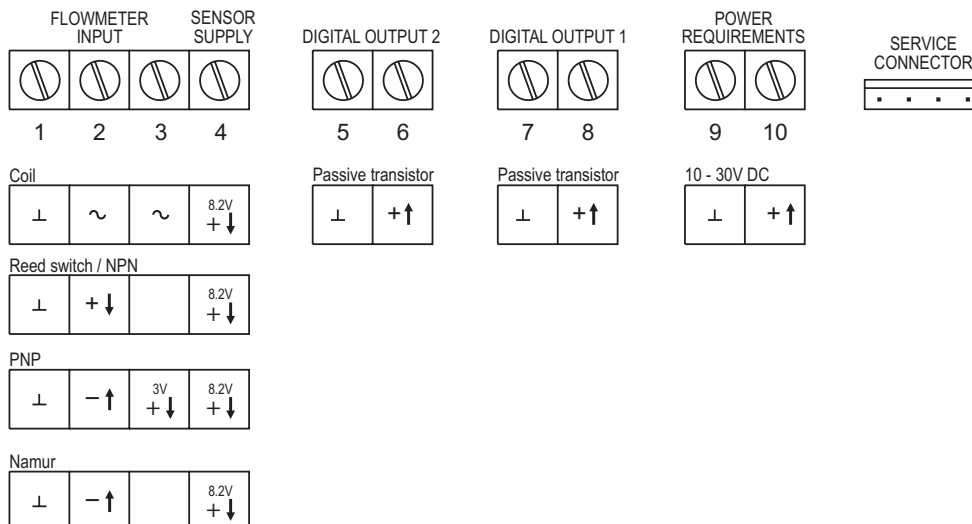 FLOWMETER
INPUT
SENSOR
SUPPLY
DIGITAL OUTPUT 2
DIGITAL OUTPUT 1
POWER
REQUIREMENTS
SERVICE
CONNECTOR
1 2 3 4
5 6
7 8
9 10
Coil
⊥ ~ ~ 8.2V
+ ↓
Passive transistor
⊥ +↑
Passive transistor
⊥ +↑
10 - 30V DC
⊥ +↑
Reed switch / NPN
⊥ +↓ 8.2V
+ ↓
PNP
⊥ −↑ 3V 8.2V
+↓ +↓
Namur
⊥ −↑ 8.2V
+↓